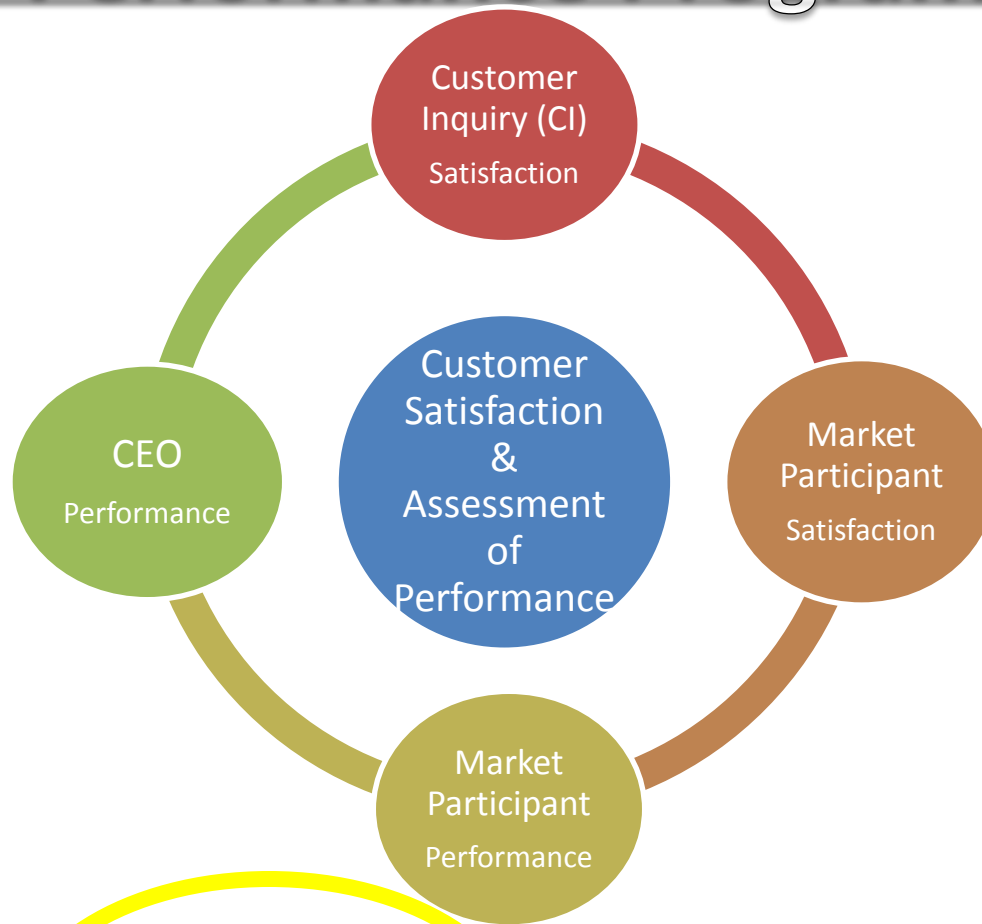 Customer
Inquiry (CI)
Satisfaction
Customer
Satisfaction
&
Assessment
of
Performance
CEO
Performance
Market
Participant
Satisfaction
Market
Participant
Performance